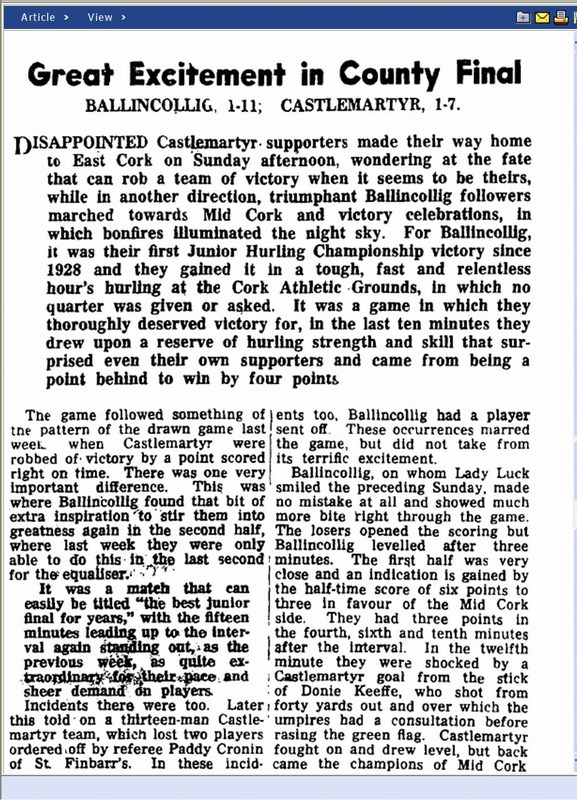 Article > View >
Great Excitement in County Final
BALLINCOLLIG, 1-11; CASTLEMARTYR, 1-7.
DISAPPOINTED Castlemartyr supporters made their way home
to East Cork on Sunday afternoon, wondering at the fate
that can rob a team of victory when it seems to be theirs,
while in another direction, triumphant Ballincollig followers
marched towards Mid Cork and victory celebrations, in
which bonfires illuminated the night sky. For Ballincollig,
it was their first Junior Hurling Championship victory since
1928 and they gained it in a tough, fast and relentless
hour's hurling at the Cork Athletic Grounds, in which no
quarter was given or asked. It was a game in which they
thoroughly deserved victory for, in the last ten minutes they
drew upon a reserve of hurling strength and skill that sur-
prised even their own supporters and came from being a
point behind to win by four points
The game followed something of
tne pattern of the drawn game last
week when Castlemartyr were
robbed of victory by a point scored
right on time. There was one very
important difference. This was
where Ballincollig found that bit of
extra inspiration to stir them into
greatness again in the second half,
where last week they were only
able to do this in the last second
for the equaliser.
It was a match that can
easily be titled "the best junior
final for years," with the fifteen
minutes leading up to the inter-
val again standing out, as the
previous week, as quite ex-
traordinary for their pace and
sheer demand on players.
Incidents there were too. Later
this told on a thirteen-man Castle-
martyr team, which lost two players
ordered off by referee Paddy Cronin
of St. Finbarr's. In these incid-
ents too, Ballincollig had a player
sent off. These occurrences marred
the game, but did not take from
its terrific excitement.
Ballincollig, on whom Lady Luck
smiled the preceding Sunday, made
no mistake at all and showed much
more bite right through the game.
The losers opened the scoring but
Ballincollig levelled after three
minutes. The first half was very
close and an indication is gained by
the half-time score of six points to
three in favour of the Mid Cork
side. They had three points in
the fourth, sixth and tenth minutes
after the interval. In the twelfth
minute they were shocked by a
Castlemartyr goal from the stick
of Donie Keeffe, who shot from
forty yards out and over which the
umpires had a consultation before
rasing the green flag. Castlemartyr
fought on and drew level, but back
came the champions of Mid Cork